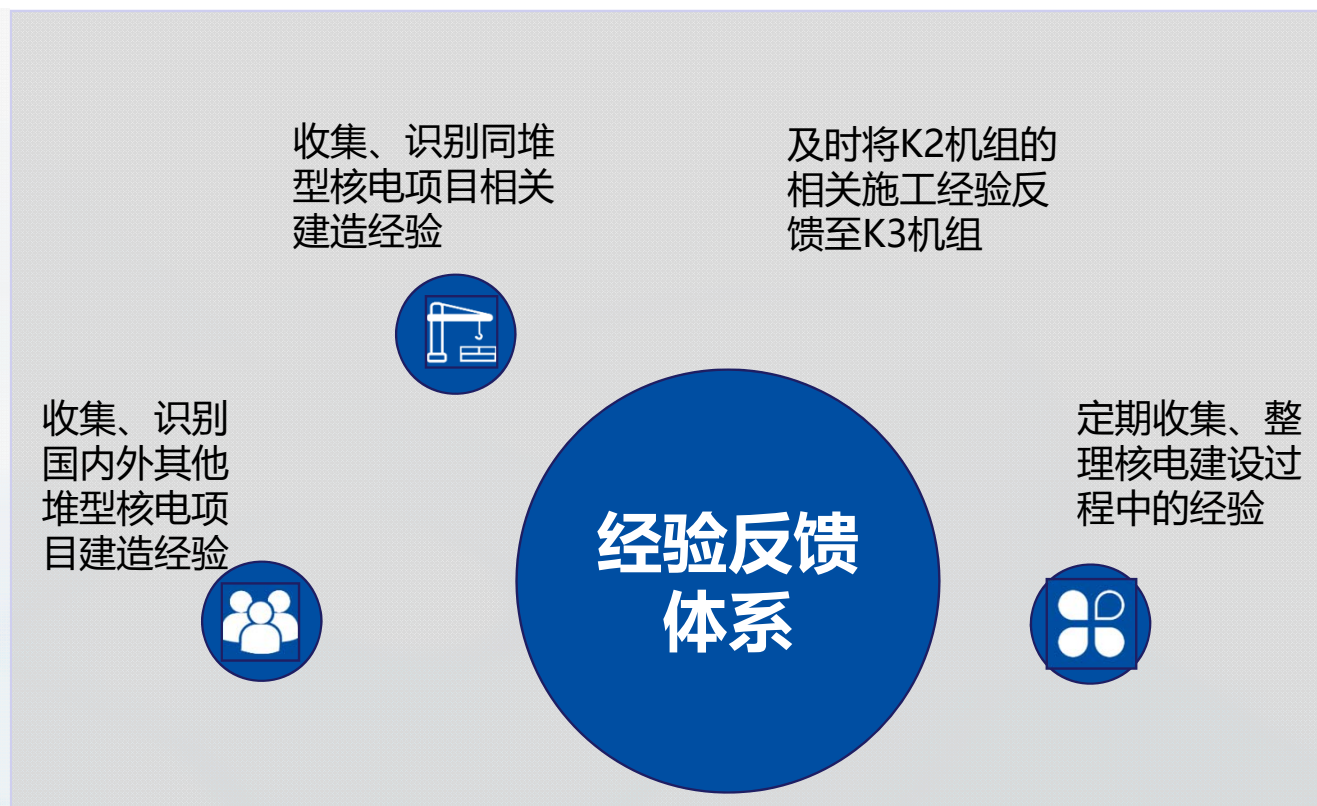 收集、识别同堆
型核电项目相关
建造经验
及时将K2机组的
相关施工经验反
馈至K3机组
收集、识别
国内外其他
堆型核电项
目建造经验
定期收集、整
理核电建设过
程中的经验
经验反馈
体系